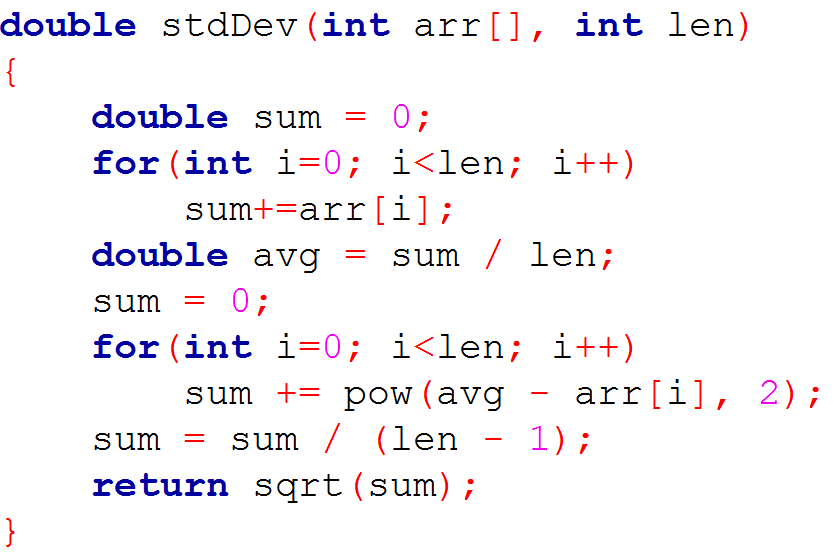 double stdDev(int arr[], int len)
{
    double sum = 0;
    for(int i=0; i<len; i++)
        sum+=arr[i];
    double avg = sum / len;
    sum = 0;
    for(int i=0; i<len; i++)
        sum += pow(avg - arr[i], 2);
    sum = sum / (len - 1);
    return sqrt(sum);
}